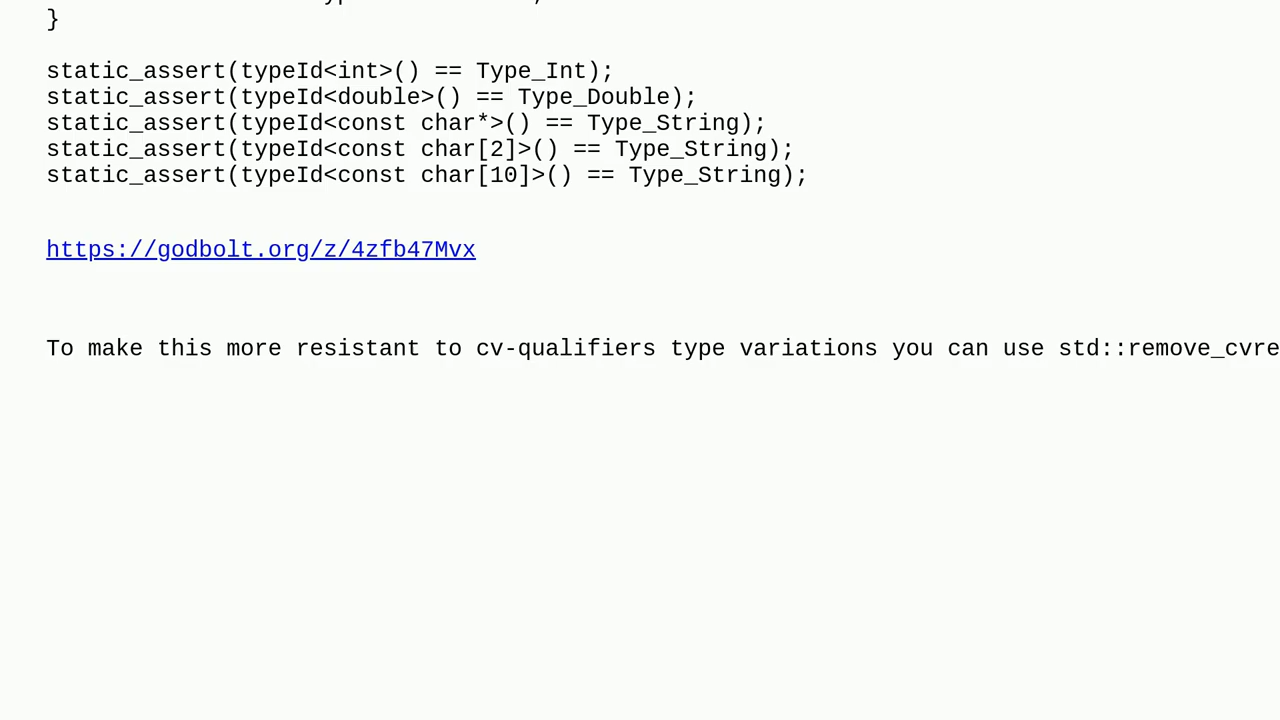 }
static_assert(typeId<int>() == Type_Int);
static_assert(typeId<double>() == Type_Double);
static_assert(typeId<const char*>() == Type_String);
static_assert(typeId<const char[2]>() == Type_String);
static_assert(typeId<const char[10]>() == Type_String);
https://godbolt.org/z/4zfb47Mvx
To make this more resistant to cv-qualifiers type variations you can use std::remove_cvre